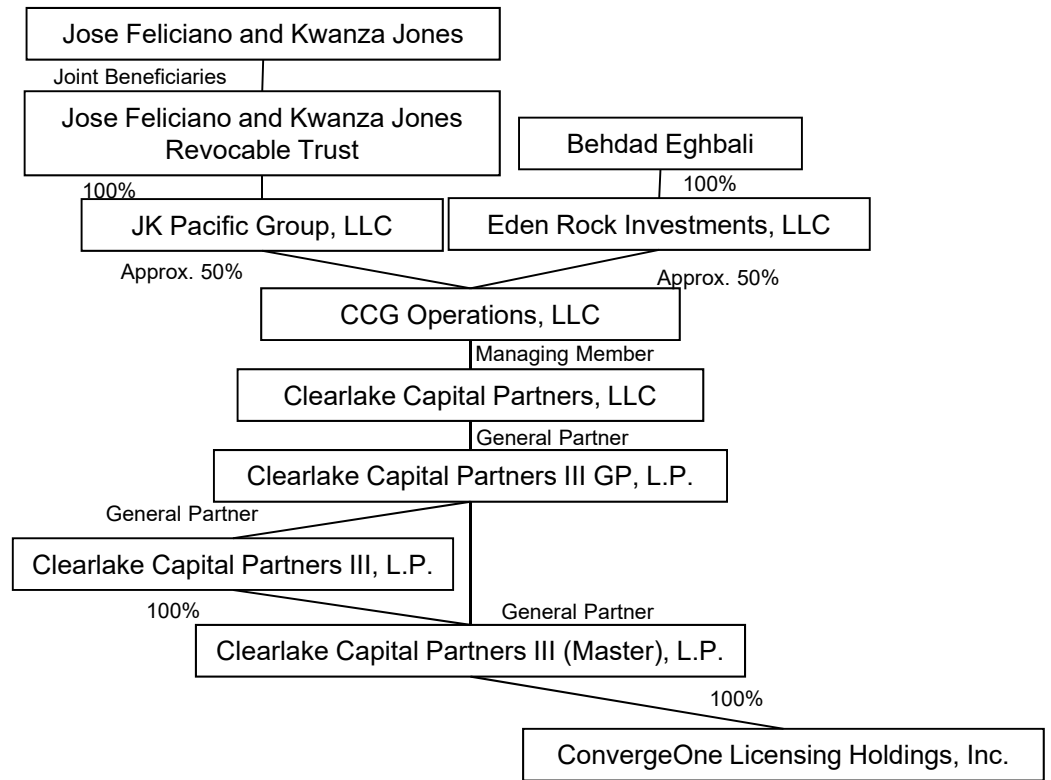 Jose Feliciano and Kwanza Jones
Joint Beneficiaries
Jose Feliciano and Kwanza Jones
Revocable Trust
Behdad Eghbali
100%
100%
JK Pacific Group, LLC
Eden Rock Investments, LLC
Approx. 50%
Approx. 50%
CCG Operations, LLC
Managing Member
Clearlake Capital Partners, LLC
General Partner
Clearlake Capital Partners III GP, L.P.
General Partner
Clearlake Capital Partners III, L.P.
100%
General Partner
Clearlake Capital Partners III (Master), L.P.
100%
ConvergeOne Licensing Holdings, Inc.